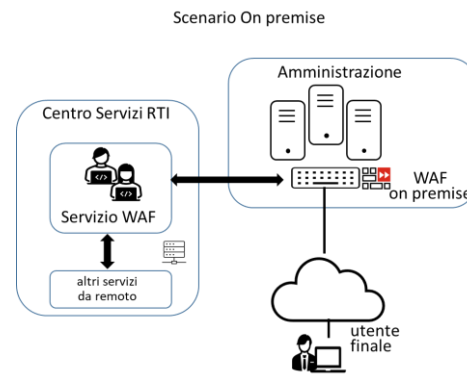 Scenario On premise
Amministrazione
Centro Servizi RTI
WAF
on premise
Servizio WAF
altri servizi
da remoto
utente
finale